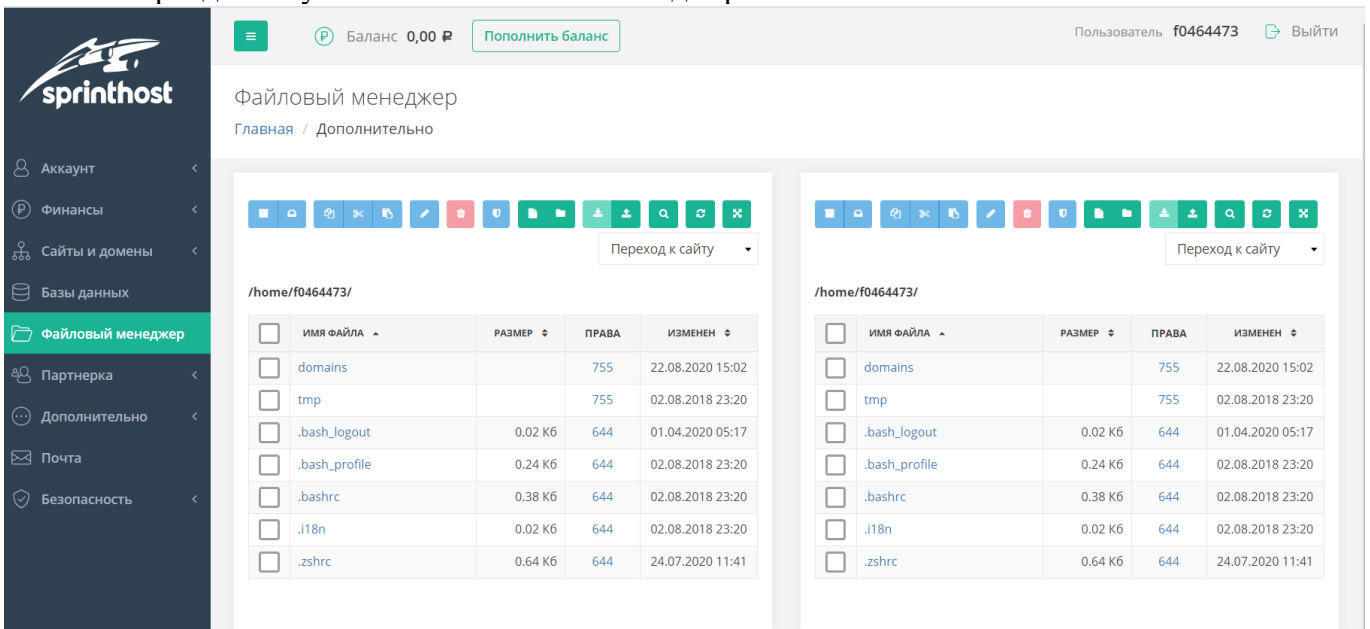 Баланс 0,00 ₽ Пополнить баланс Пользователь f0464473 Выйти
sprinthost
Файловый менеджер
Главная / Дополнительно
Аккаунт
Финансы
Сайты и домены
Базы данных
Файловый менеджер
Партнерка
Дополнительно
Почта
Безопасность
Переход к сайту
/home/f0464473/
ИМЯ ФАЙЛА РАЗМЕР ПРАВА ИЗМЕНЕН
domains 755 22.08.2020 15:02
tmp 755 02.08.2018 23:20
.bash_logout 0.02 Кб 644 01.04.2020 05:17
.bash_profile 0.24 Кб 644 02.08.2018 23:20
.bashrc 0.38 Кб 644 02.08.2018 23:20
.i18n 0.02 Кб 644 02.08.2018 23:20
.zshrc 0.64 Кб 644 24.07.2020 11:41
Переход к сайту
/home/f0464473/
ИМЯ ФАЙЛА РАЗМЕР ПРАВА ИЗМЕНЕН
domains 755 22.08.2020 15:02
tmp 755 02.08.2018 23:20
.bash_logout 0.02 Кб 644 01.04.2020 05:17
.bash_profile 0.24 Кб 644 02.08.2018 23:20
.bashrc 0.38 Кб 644 02.08.2018 23:20
.i18n 0.02 Кб 644 02.08.2018 23:20
.zshrc 0.64 Кб 644 24.07.2020 11:41